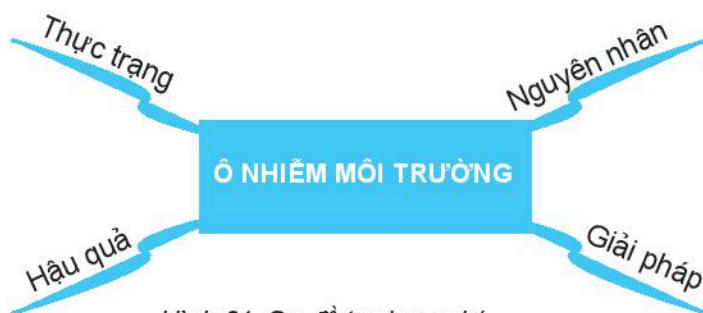 Thực trạng
Nguyên nhân
Ô NHIỄM MÔI TRƯỜNG
Hậu quả
Giải pháp